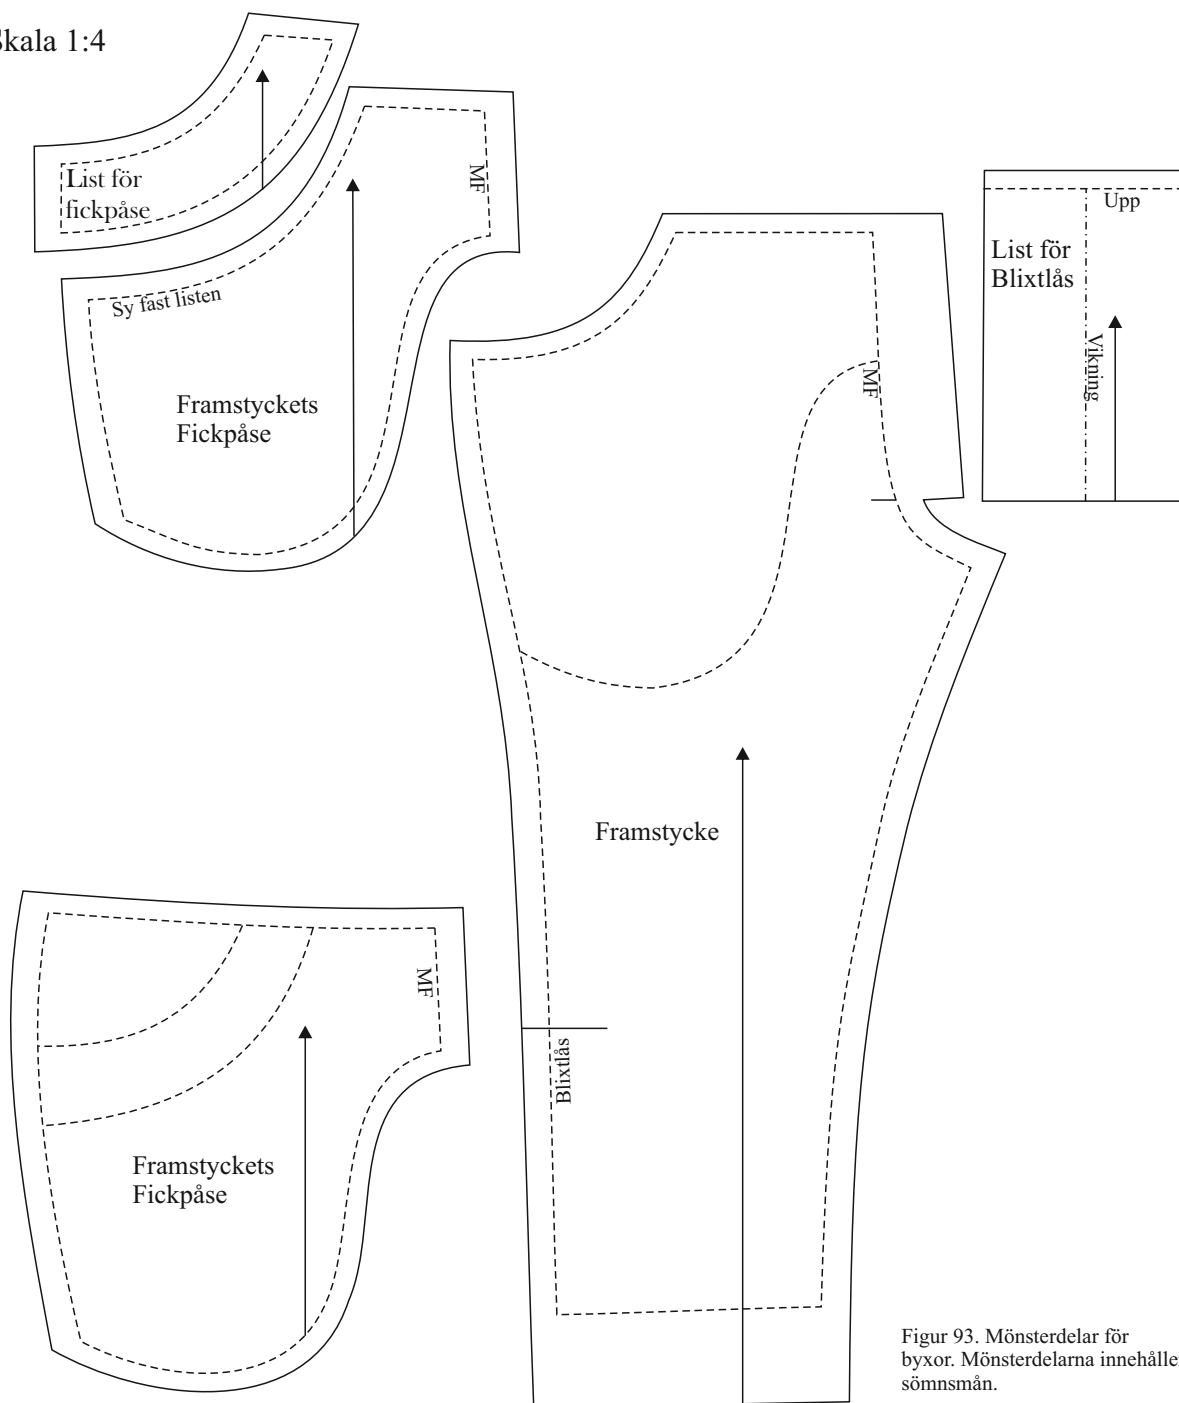 Skala 1:4
List för
fickpåse
MF
Sy fast listen
Framstyckets
Fickpåse
Upp
List för
Blixtlås
Vikning
MF
Framstycke
MF
Blixtlås
Framstyckets
Fickpåse
Figur 93. Mönsterdelar för
byxor. Mönsterdelarna innehålle
sömnsmån.